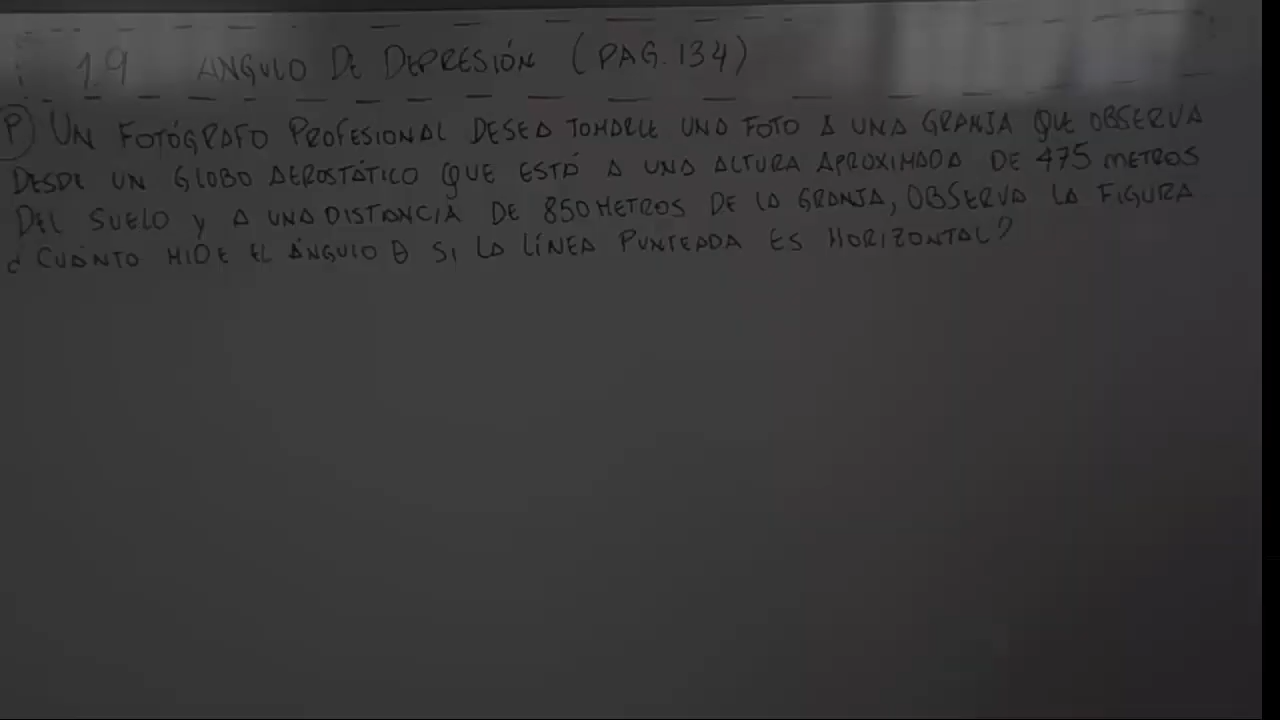 1.9 ANGULO DE DEPRESIÓN (PAG. 134)
P) UN FOTÓGRAFO PROFESIONAL DESEA TOMARLE UNA FOTO A UNA GRANJA QUE OBSERVA
DESDE UN GLOBO AEROSTÁTICO QUE ESTÁ A UNA ALTURA APROXIMADA DE 475 METROS
DEL SUELO Y A UNA DISTANCIA DE 850 METROS DE LA GRANJA, OBSERVA LA FIGURA
¿CUÁNTO MIDE EL ÁNGULO θ SI LA LÍNEA PUNTEADA ES HORIZONTAL?